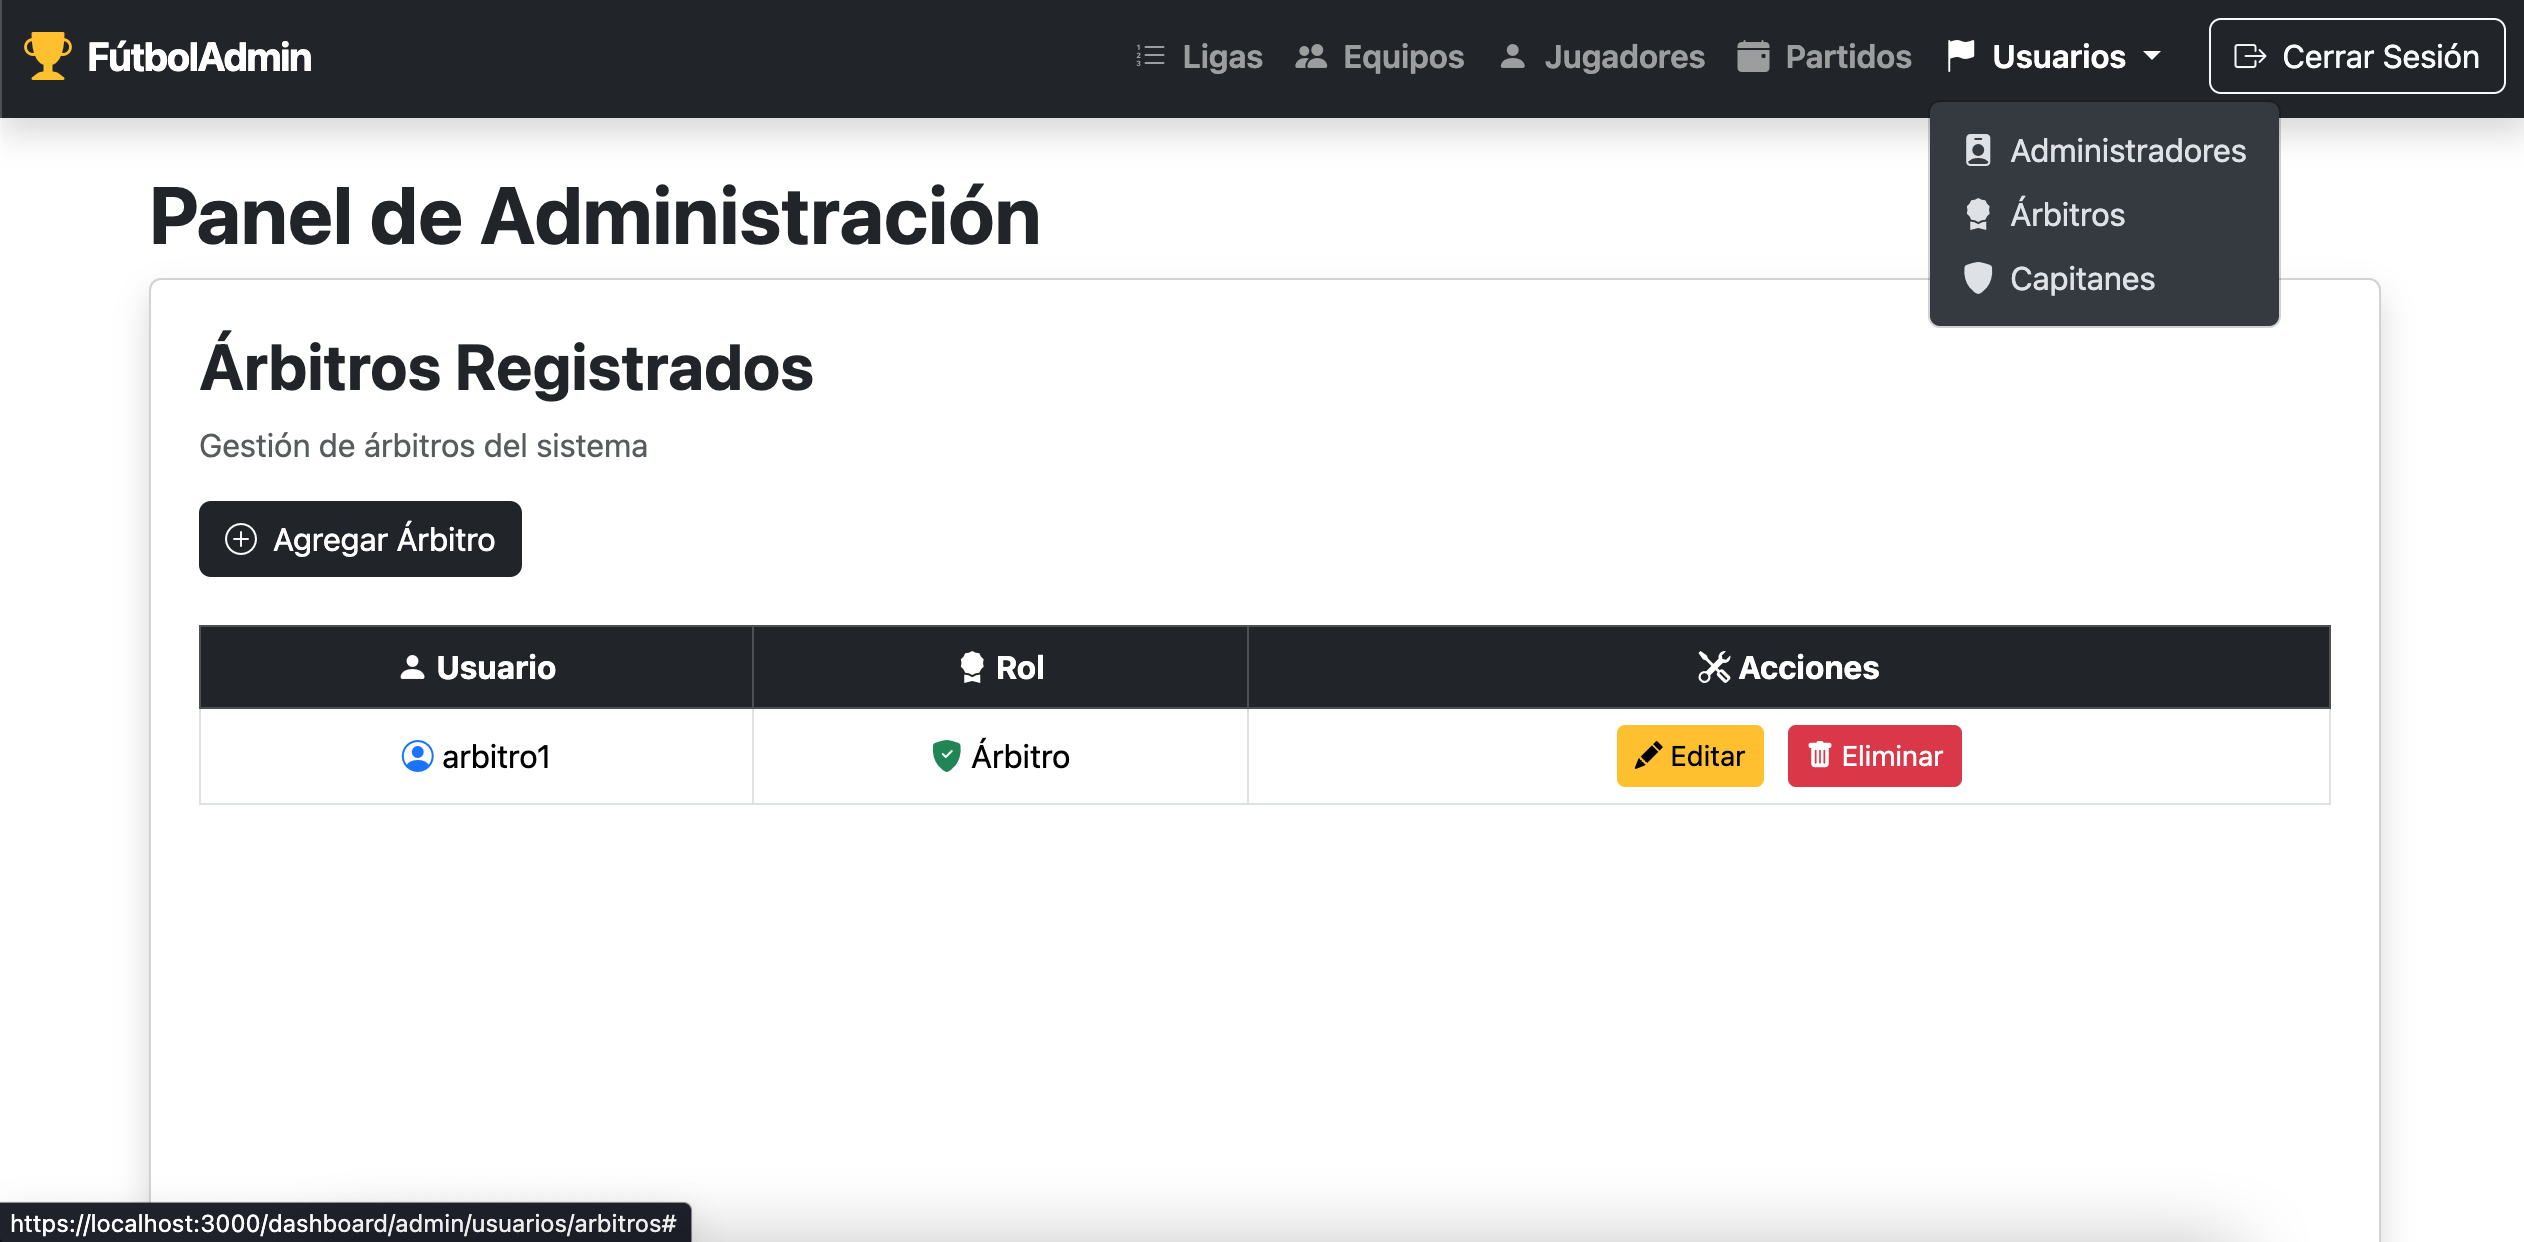 FútbolAdmin
Ligas
Equipos
Jugadores
Partidos
Usuarios
Cerrar Sesión
Administradores
Árbitros
Capitanes
Panel de Administración
Árbitros Registrados
Gestión de árbitros del sistema
Agregar Árbitro
Usuario Rol Acciones
arbitro1 Árbitro Editar Eliminar
https://localhost:3000/dashboard/admin/usuarios/arbitros#